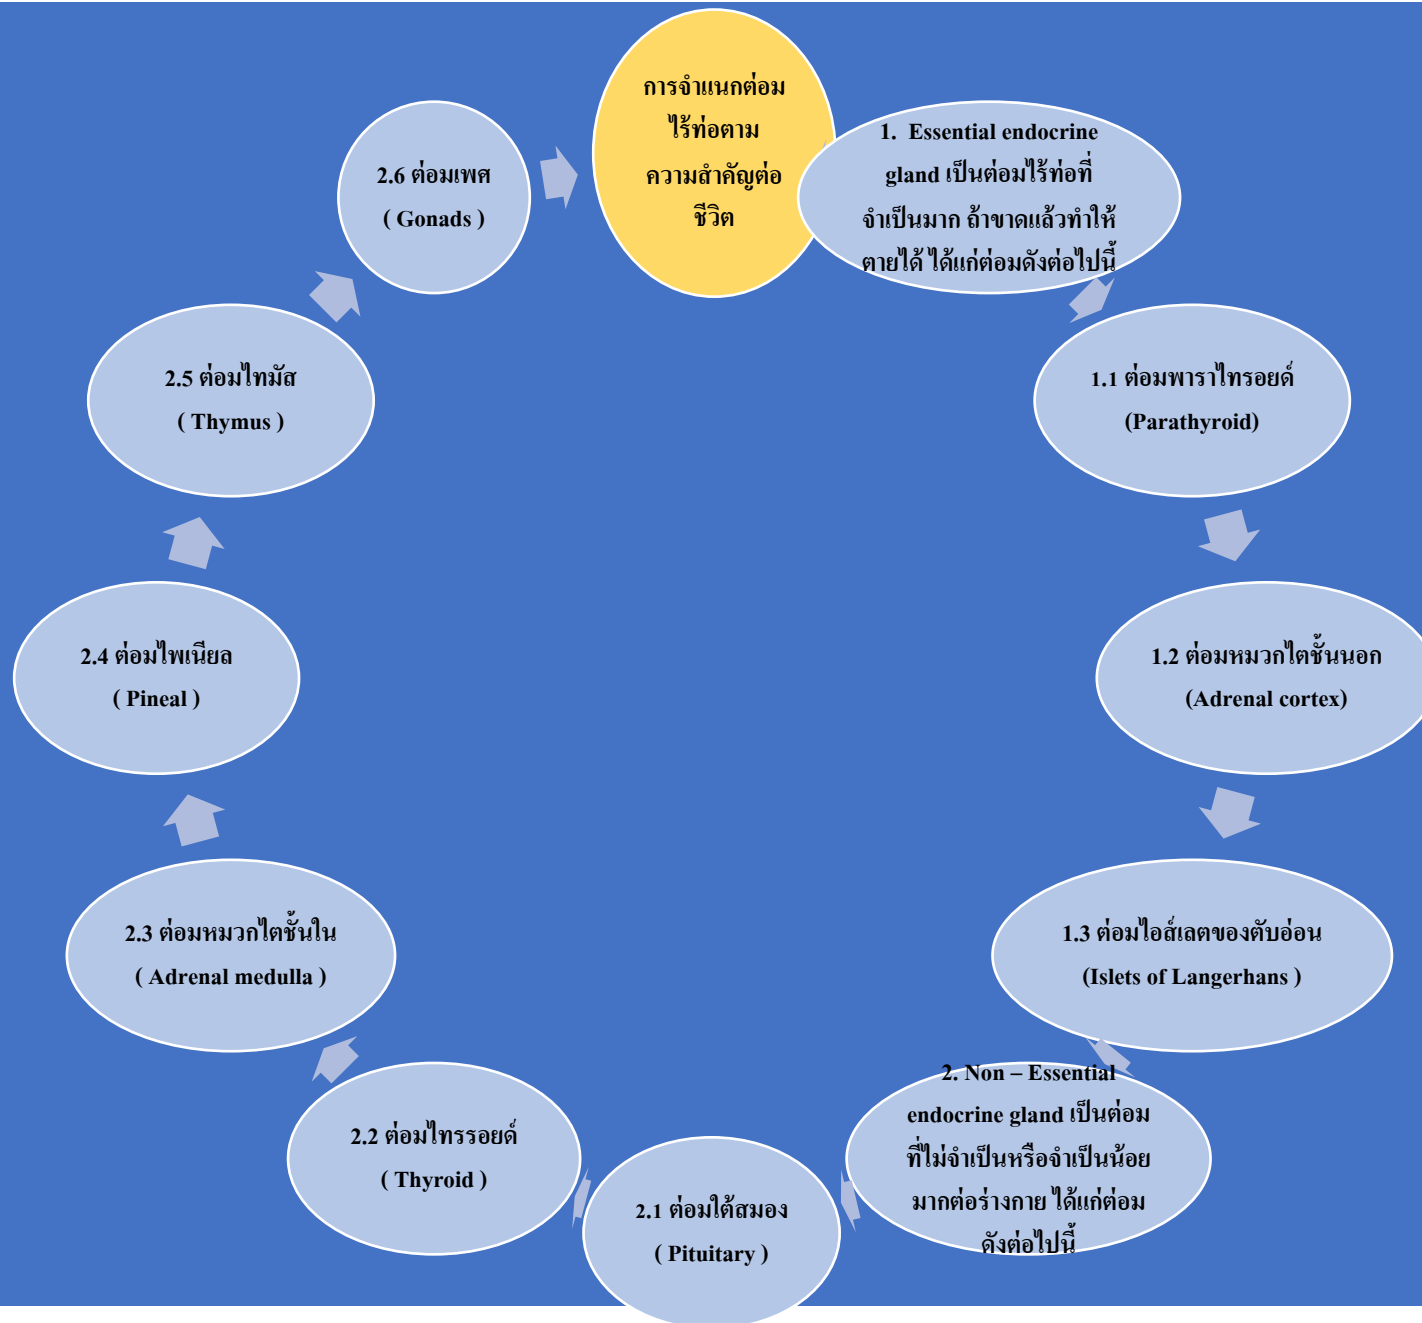 การจำแนกต่อม
ไร้ท่อตาม
ความสำคัญต่อ
ชีวิต
1. Essential endocrine
gland เป็นต่อมไร้ท่อที่
จำเป็นมาก ถ้าขาดแล้วทำให้
ตายได้ ได้แก่ต่อมดังต่อไปนี้
1.1 ต่อมพาราไทรอยด์
(Parathyroid)
1.2 ต่อมหมวกไตชั้นนอก
(Adrenal cortex)
1.3 ต่อมไอส์เลตของตับอ่อน
(Islets of Langerhans )
2. Non – Essential
endocrine gland เป็นต่อม
ที่ไม่จำเป็นหรือจำเป็นน้อย
มากต่อร่างกาย ได้แก่ต่อม
ดังต่อไปนี้
2.1 ต่อมใต้สมอง
( Pituitary )
2.2 ต่อมไทรรอยด์
( Thyroid )
2.3 ต่อมหมวกไตชั้นใน
( Adrenal medulla )
2.4 ต่อมไพเนียล
( Pineal )
2.5 ต่อมไทมัส
( Thymus )
2.6 ต่อมเพศ
( Gonads )